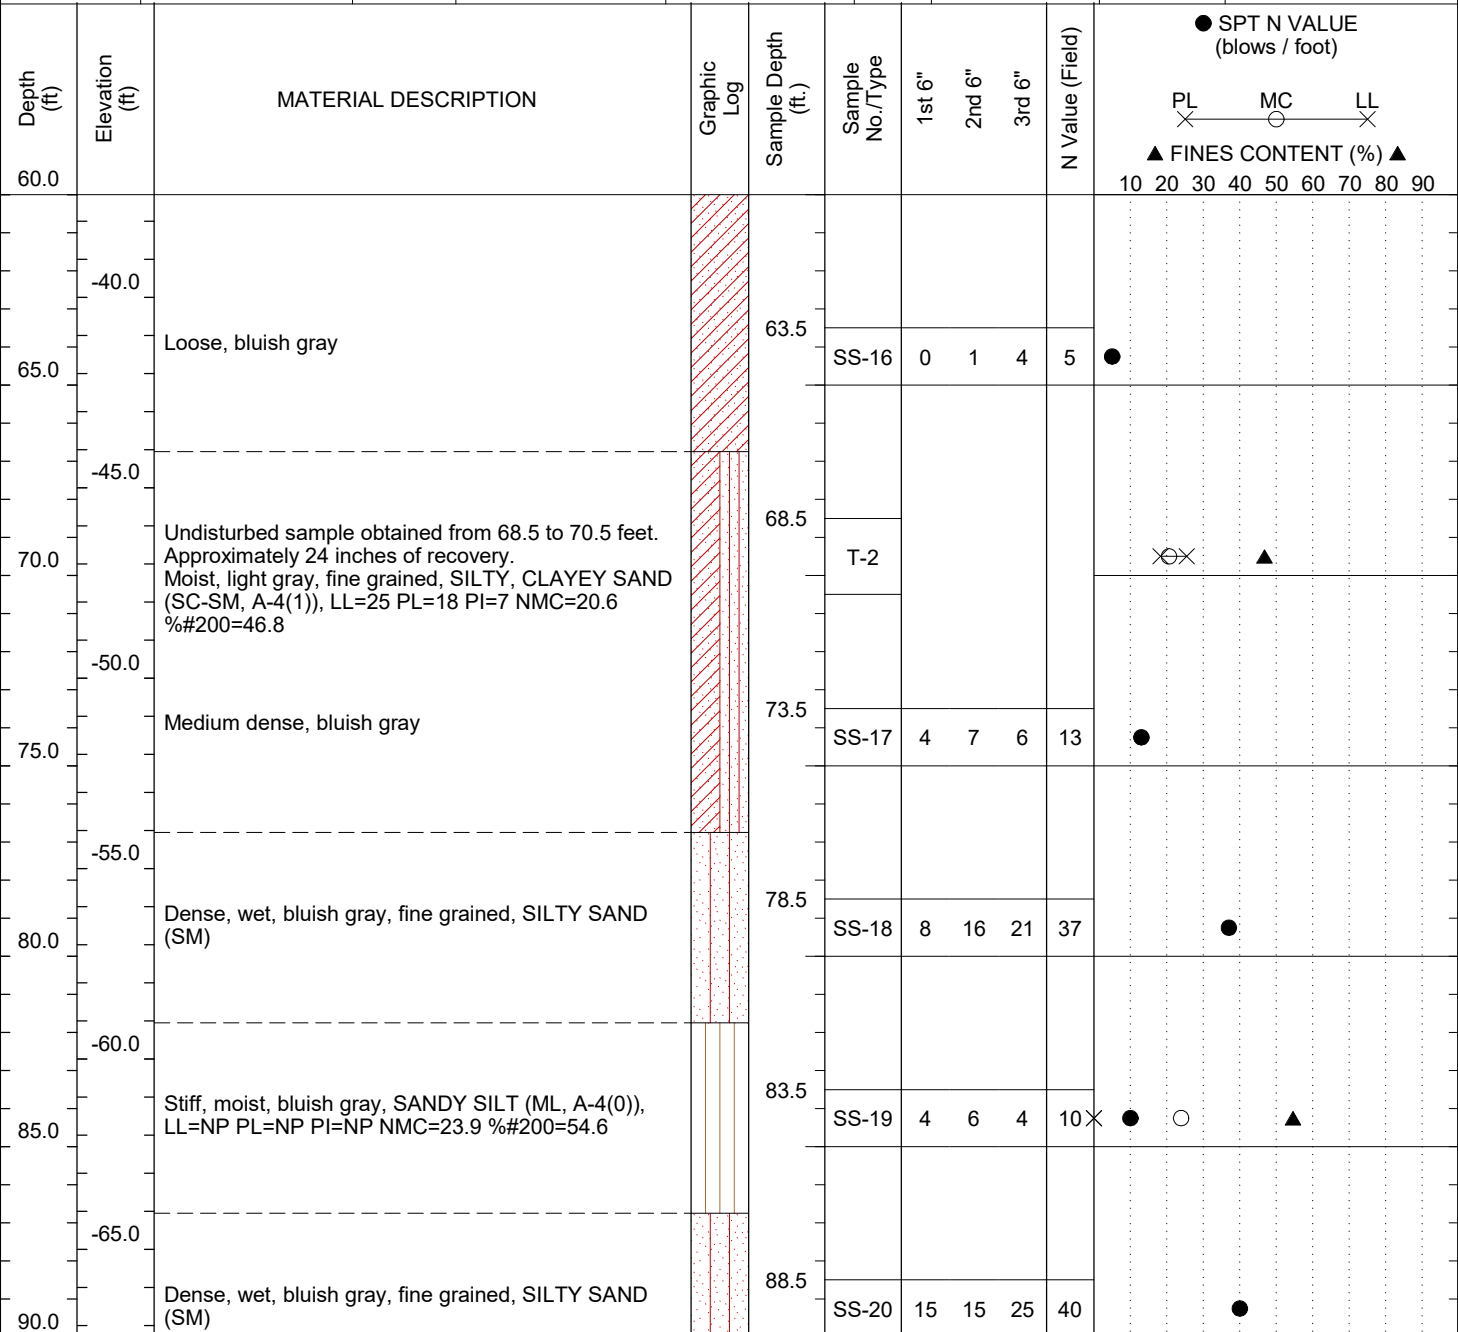 Depth
(ft)
Elevation
(ft)
MATERIAL DESCRIPTION
Graphic
Log
Sample Depth
(ft.)
Sample
No./Type
1st 6"
2nd 6"
3rd 6"
N Value (Field)
● SPT N VALUE
(blows / foot)
PL MC LL
▲ FINES CONTENT (%) ▲
10 20 30 40 50 60 70 80 90
60.0
-40.0
63.5
Loose, bluish gray
SS-16 0 1 4 5
65.0
-45.0
68.5
Undisturbed sample obtained from 68.5 to 70.5 feet.
Approximately 24 inches of recovery.
T-2
70.0
Moist, light gray, fine grained, SILTY, CLAYEY SAND
(SC-SM, A-4(1)), LL=25 PL=18 PI=7 NMC=20.6
%#200=46.8
-50.0
73.5
Medium dense, bluish gray
SS-17 4 7 6 13
75.0
-55.0
78.5
Dense, wet, bluish gray, fine grained, SILTY SAND
(SM)
SS-18 8 16 21 37
80.0
-60.0
83.5
Stiff, moist, bluish gray, SANDY SILT (ML, A-4(0)),
LL=NP PL=NP PI=NP NMC=23.9 %#200=54.6
SS-19 4 6 4 10
85.0
-65.0
88.5
Dense, wet, bluish gray, fine grained, SILTY SAND
(SM)
SS-20 15 15 25 40
90.0